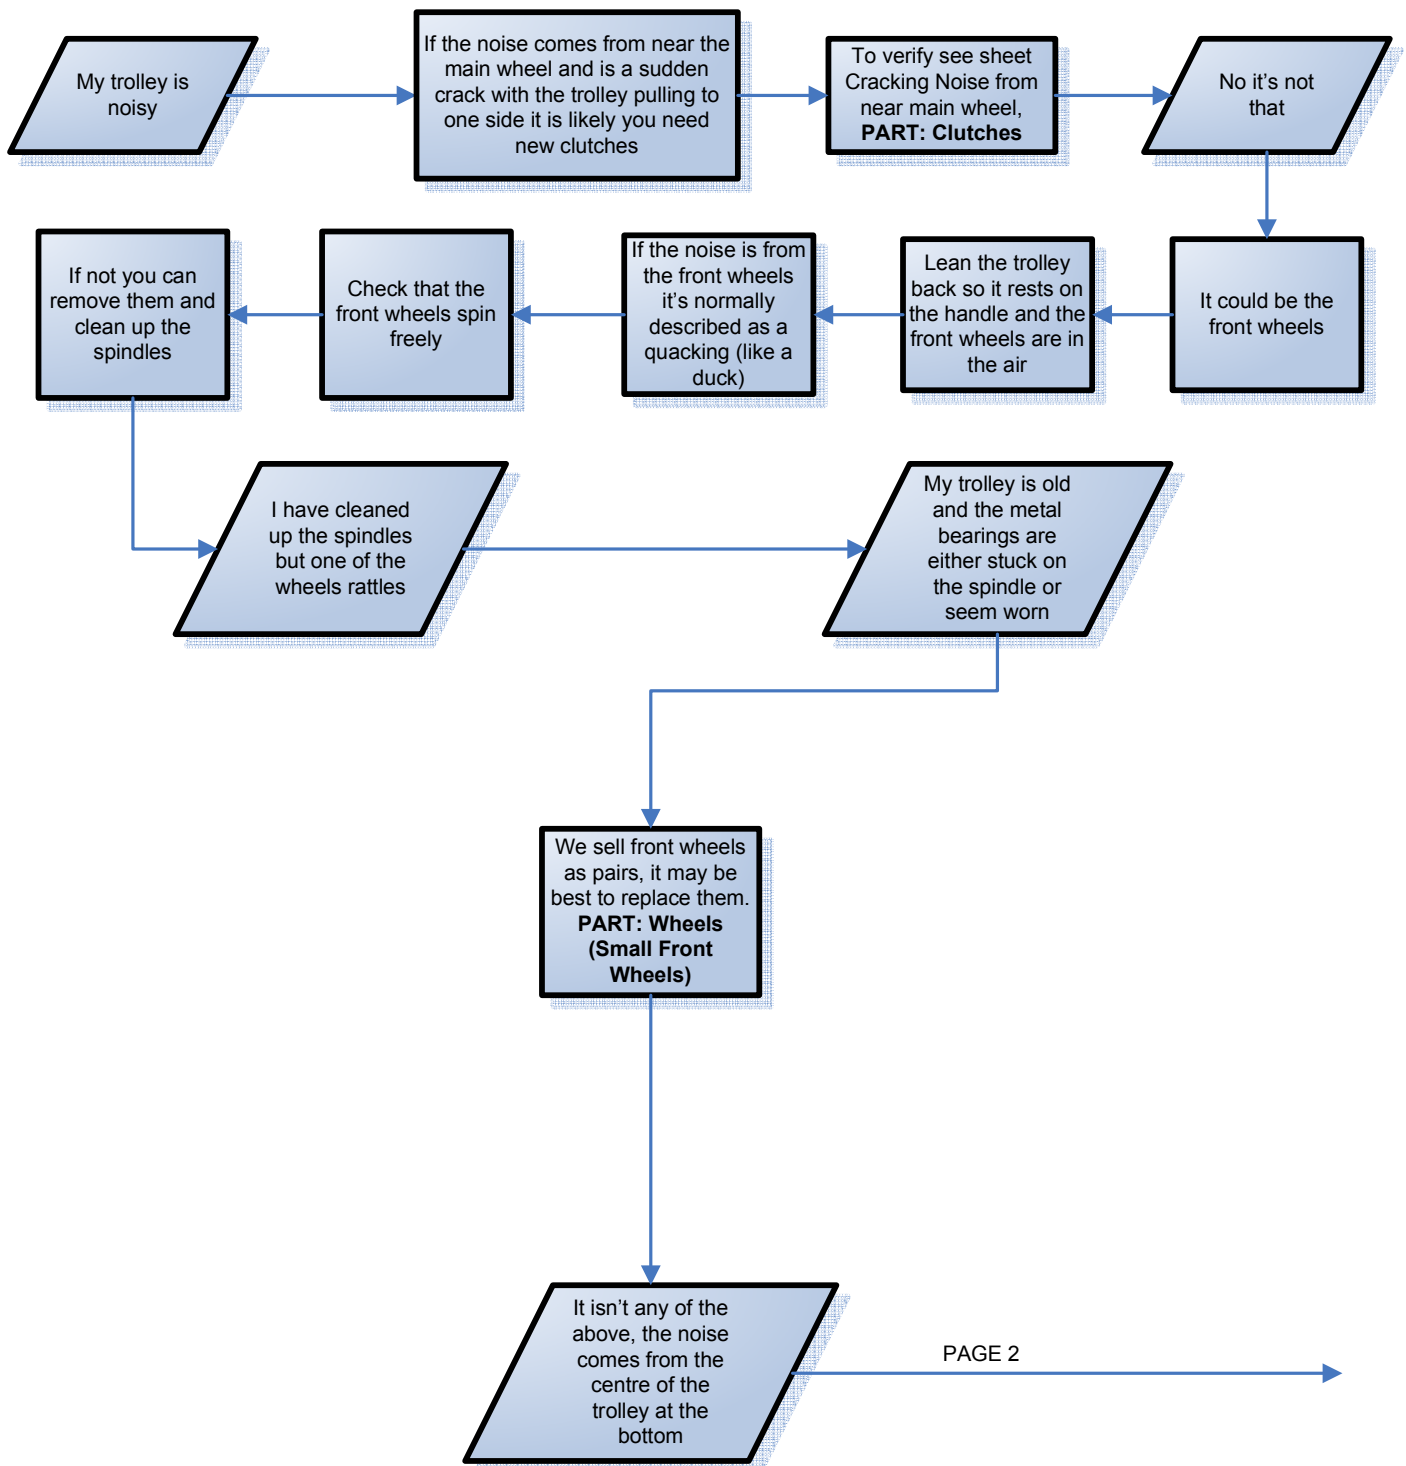 My trolley is
noisy
If the noise comes from near the
main wheel and is a sudden
crack with the trolley pulling to
one side it is likely you need
new clutches
To verify see sheet
Cracking Noise from
near main wheel,
PART: Clutches
No it's not
that
It could be the
front wheels
Lean the trolley
back so it rests on
the handle and the
front wheels are in
the air
If the noise is from
the front wheels
it's normally
described as a
quacking (like a
duck)
Check that the
front wheels spin
freely
If not you can
remove them and
clean up the
spindles
I have cleaned
up the spindles
but one of the
wheels rattles
My trolley is old
and the metal
bearings are
either stuck on
the spindle or
seem worn
We sell front wheels
as pairs, it may be
best to replace them.
PART: Wheels
(Small Front
Wheels)
It isn't any of the
above, the noise
comes from the
centre of the
trolley at the
bottom
PAGE 2